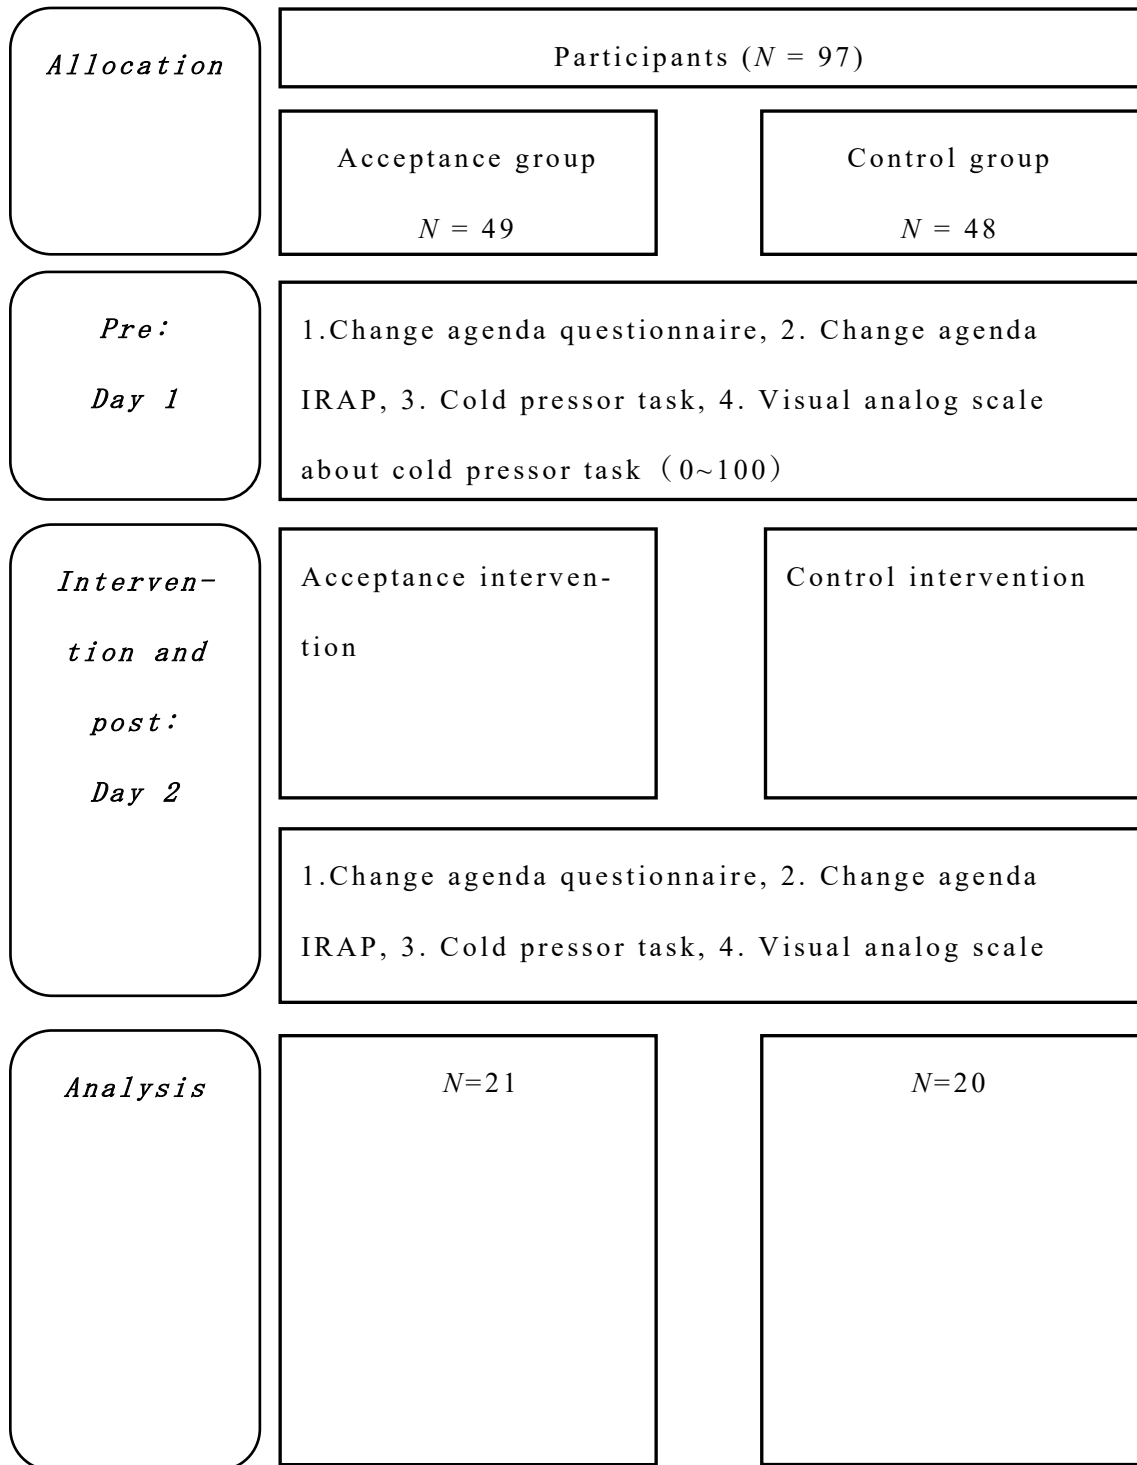 Allocation
Participants (N = 97)
Acceptance group
N = 49
Control group
N = 48
Pre:
Day 1
1.Change agenda questionnaire, 2. Change agenda
IRAP, 3. Cold pressor task, 4. Visual analog scale
about cold pressor task（0~100）
Interven-
tion and
post:
Day 2
Acceptance interven-
tion
Control intervention
1.Change agenda questionnaire, 2. Change agenda
IRAP, 3. Cold pressor task, 4. Visual analog scale
Analysis
N=21
N=20